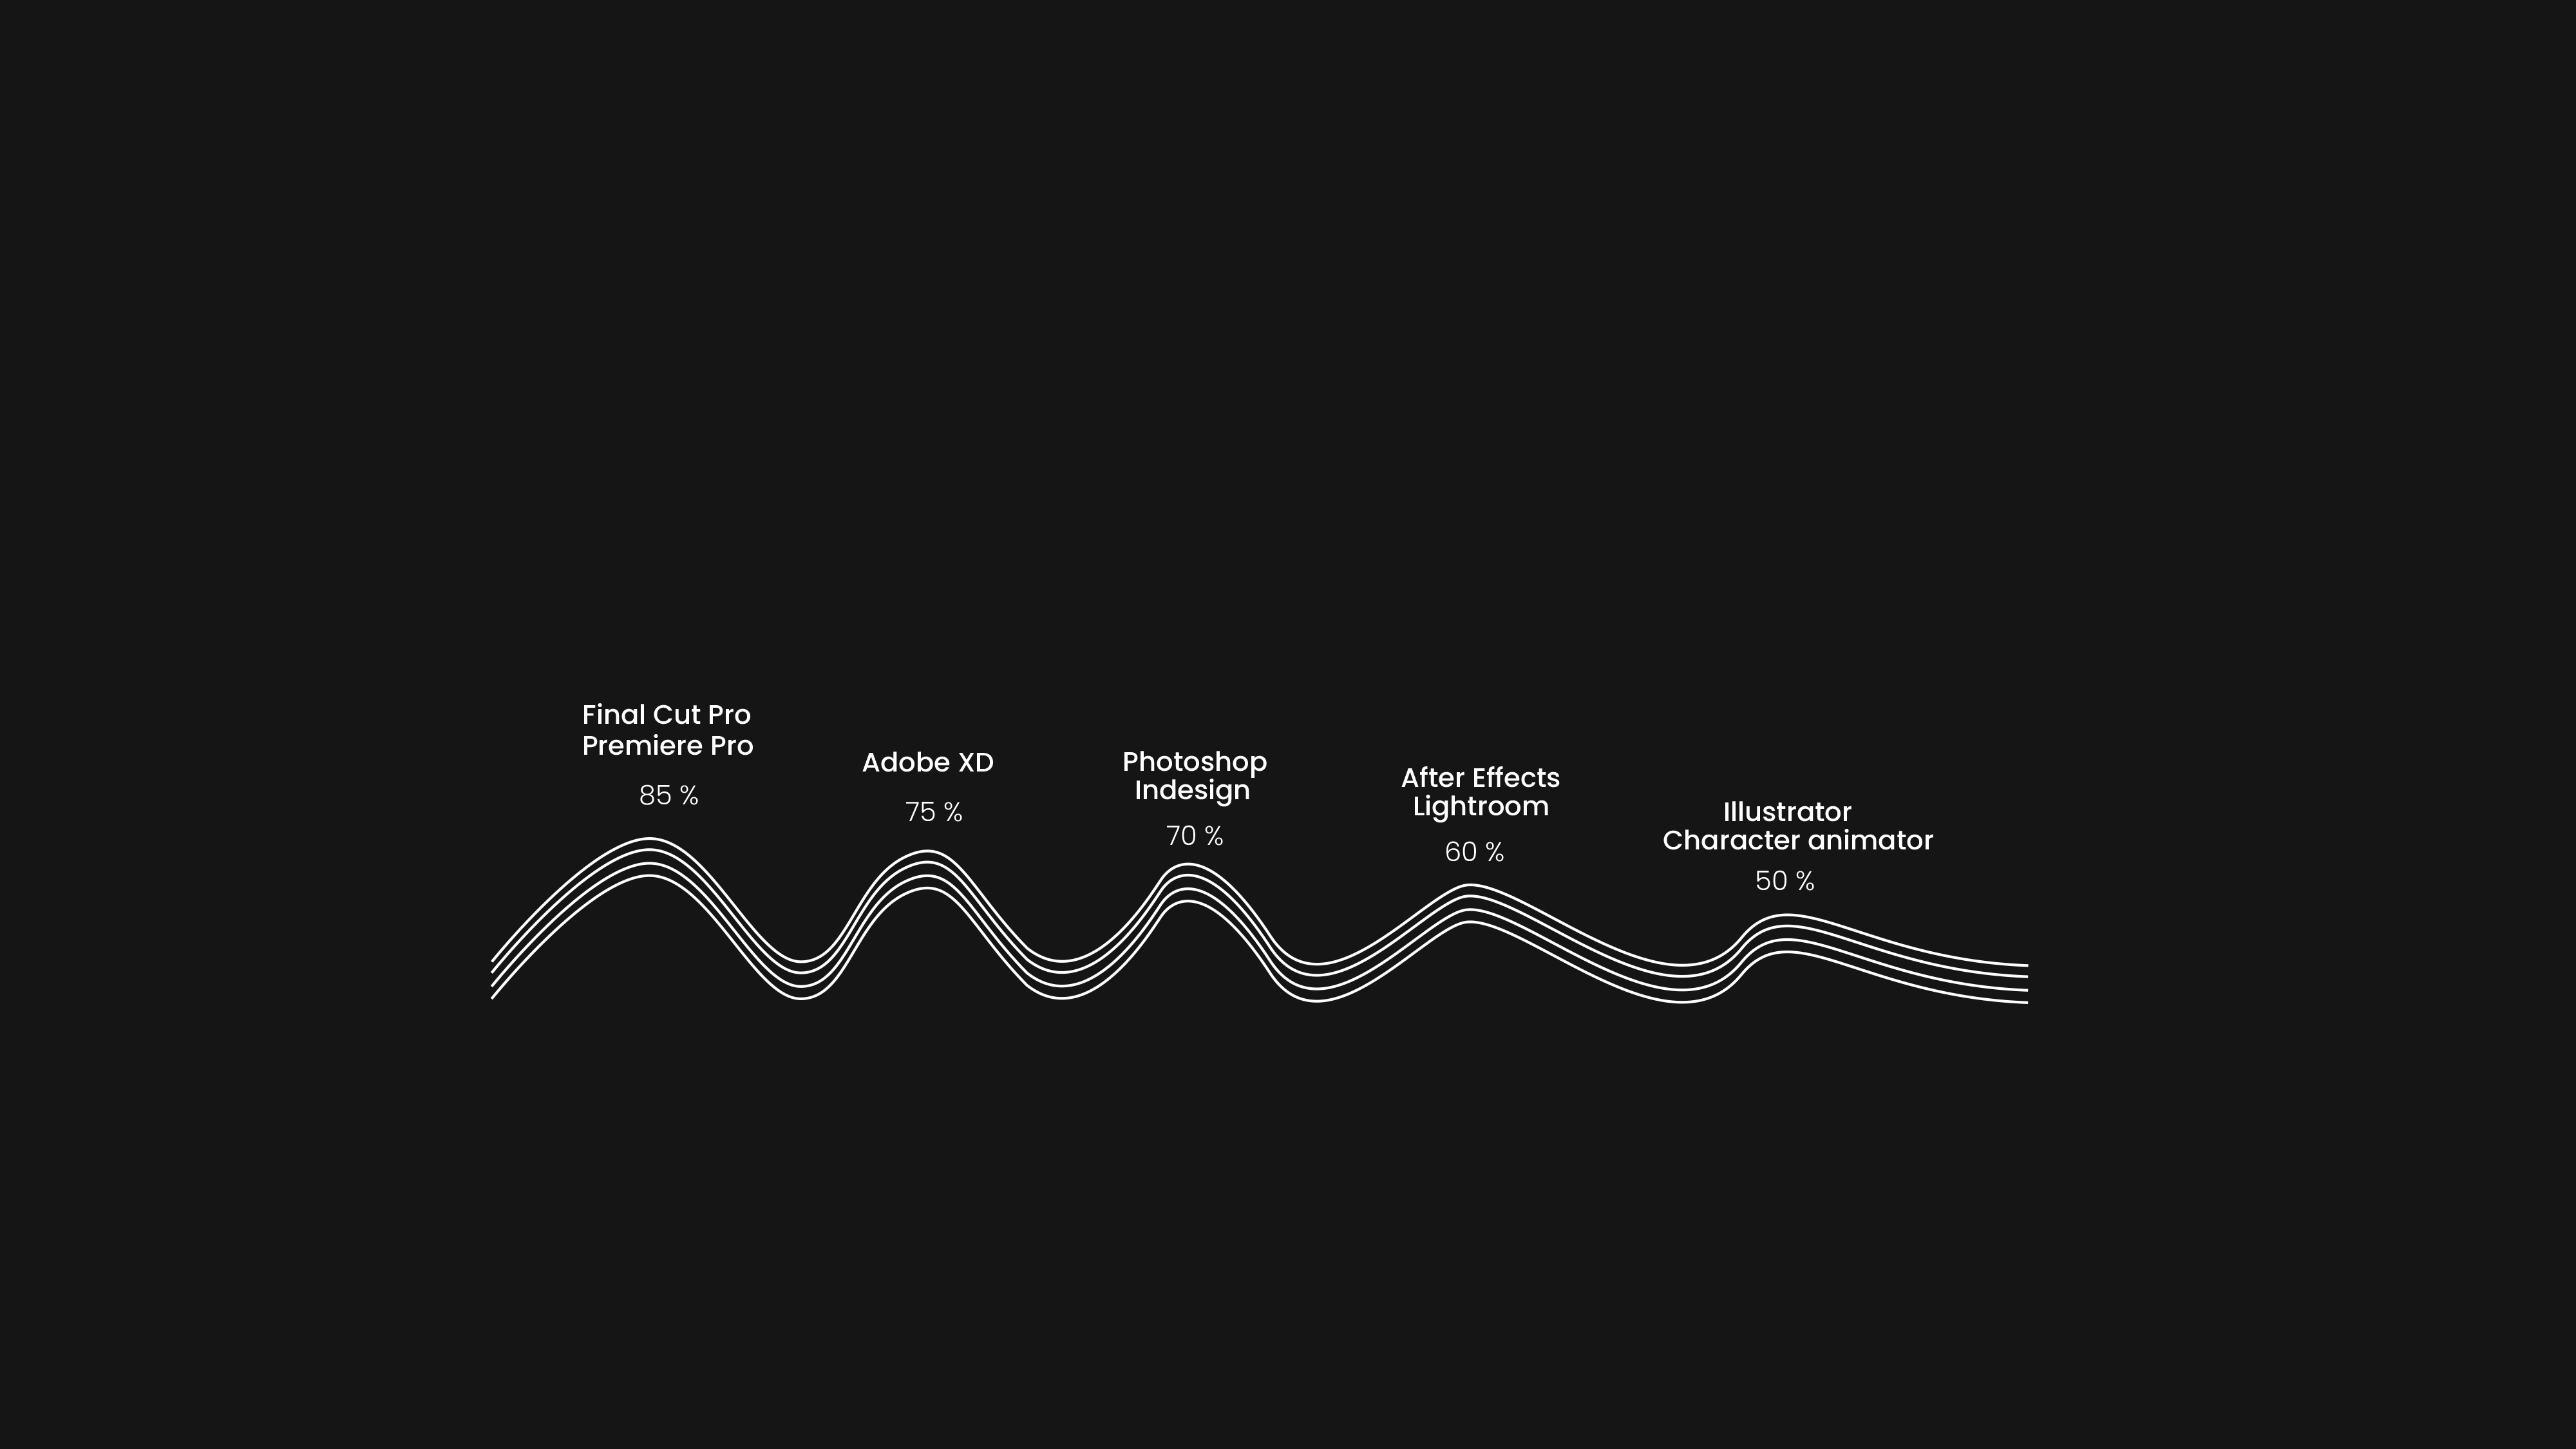 Final Cut Pro
Premiere Pro
85 %
Adobe XD
75 %
Photoshop
Indesign
70 %
After Effects
Lightroom
60 %
Illustrator
Character animator
50 %